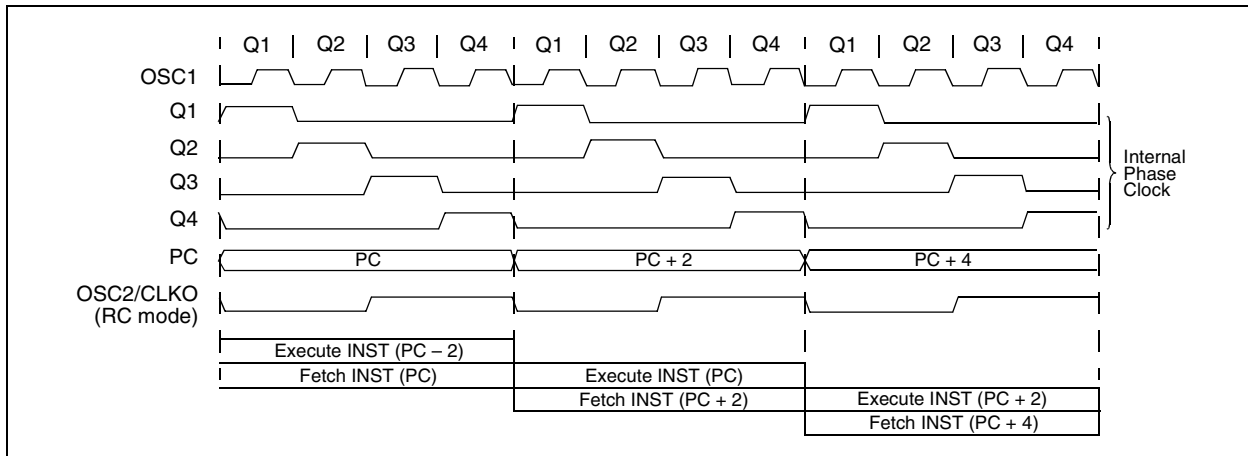 Q1 Q2 Q3 Q4 Q1 Q2 Q3 Q4 Q1 Q2 Q3 Q4
OSC1
Q1
Q2
Q3
Q4
Internal
Phase
Clock
PC PC PC + 2 PC + 4
OSC2/CLKO
(RC mode)
Execute INST (PC – 2)
Fetch INST (PC) Execute INST (PC)
Fetch INST (PC + 2) Execute INST (PC + 2)
Fetch INST (PC + 4)